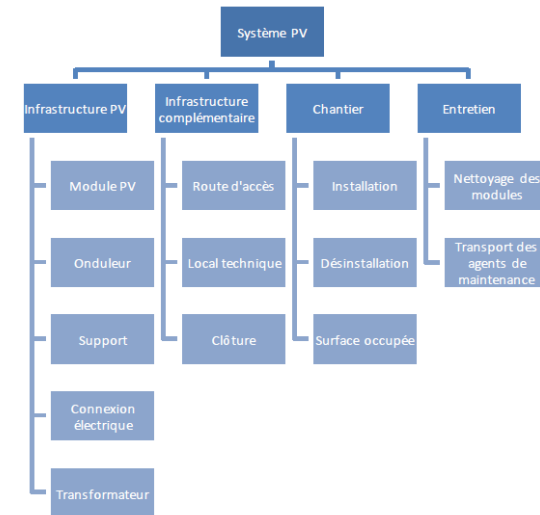 Système PV
Infrastructure PV
Infrastructure
complémentaire
Chantier
Entretien
Module PV
Route d'accès
Installation
Nettoyage des
modules
Onduleur
Local technique
Désinstallation
Transport des
agents de
maintenance
Support
Clôture
Surface occupée
Connexion
électrique
Transformateur